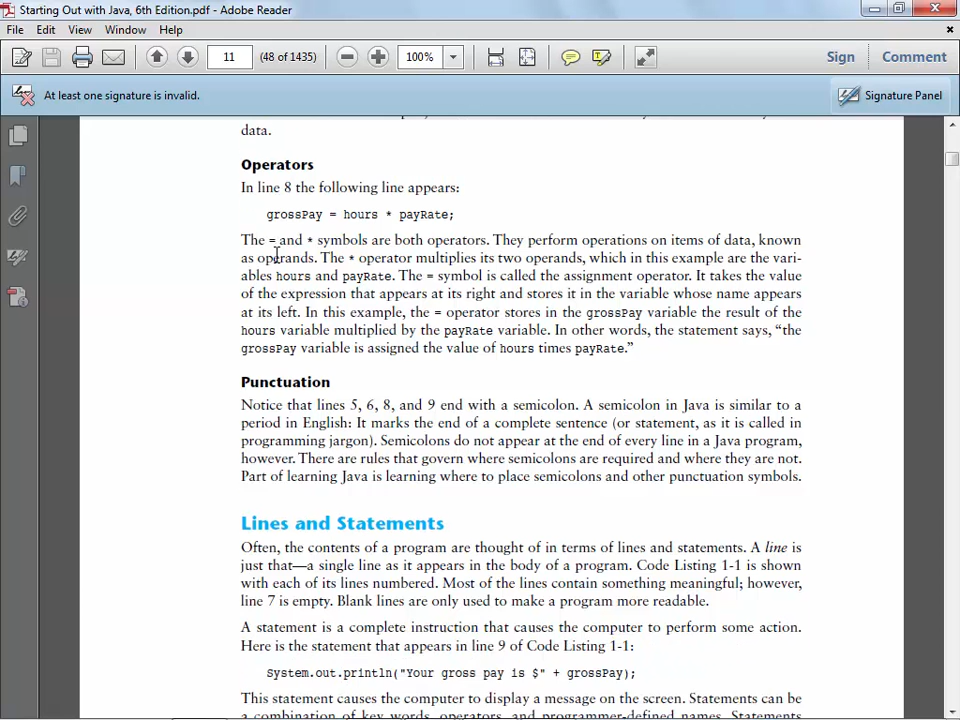 Starting Out with Java, 6th Edition.pdf - Adobe Reader
File Edit View Window Help
11 (48 of 1435) 100% Sign Comment
At least one signature is invalid. Signature Panel
data.
Operators
In line 8 the following line appears:
grossPay = hours * payRate;
The = and * symbols are both operators. They perform operations on items of data, known
as operands. The * operator multiplies its two operands, which in this example are the vari-
ables hours and payRate. The = symbol is called the assignment operator. It takes the value
of the expression that appears at its right and stores it in the variable whose name appears
at its left. In this example, the = operator stores in the grossPay variable the result of the
hours variable multiplied by the payRate variable. In other words, the statement says, “the
grossPay variable is assigned the value of hours times payRate.”
Punctuation
Notice that lines 5, 6, 8, and 9 end with a semicolon. A semicolon in Java is similar to a
period in English: It marks the end of a complete sentence (or statement, as it is called in
programming jargon). Semicolons do not appear at the end of every line in a Java program,
however. There are rules that govern where semicolons are required and where they are not.
Part of learning Java is learning where to place semicolons and other punctuation symbols.
Lines and Statements
Often, the contents of a program are thought of in terms of lines and statements. A line is
just that—a single line as it appears in the body of a program. Code Listing 1-1 is shown
with each of its lines numbered. Most of the lines contain something meaningful; however,
line 7 is empty. Blank lines are only used to make a program more readable.
A statement is a complete instruction that causes the computer to perform some action.
Here is the statement that appears in line 9 of Code Listing 1-1:
System.out.println("Your gross pay is $" + grossPay);
This statement causes the computer to display a message on the screen. Statements can be
a combination of key words, operators, and programmer-defined names. Statements